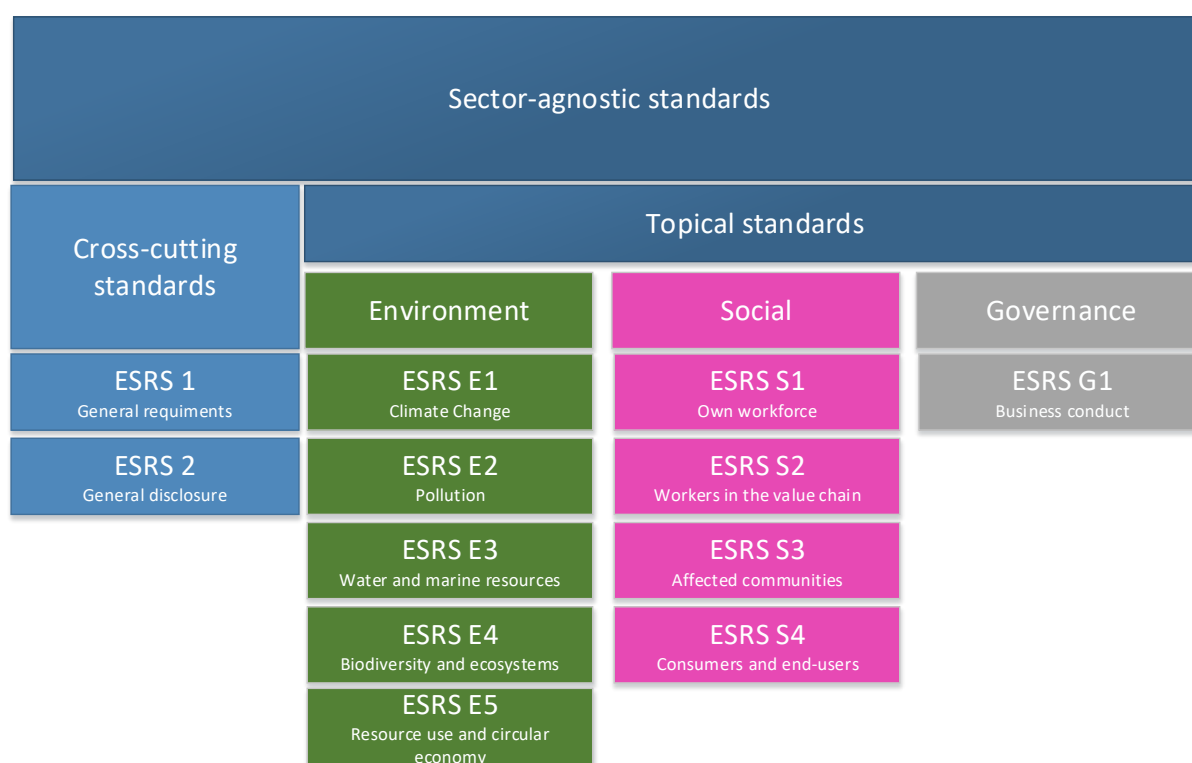 Sector-agnostic standards
Cross-cutting
standards
Topical standards
Environment
Social
Governance
ESRS 1
General requiments
ESRS 2
General disclosure
ESRS E1
Climate Change
ESRS E2
Pollution
ESRS E3
Water and marine resources
ESRS E4
Biodiversity and ecosystems
ESRS E5
Resource use and circular
economy
ESRS S1
Own workforce
ESRS S2
Workers in the value chain
ESRS S3
Affected communities
ESRS S4
Consumers and end-users
ESRS G1
Business conduct